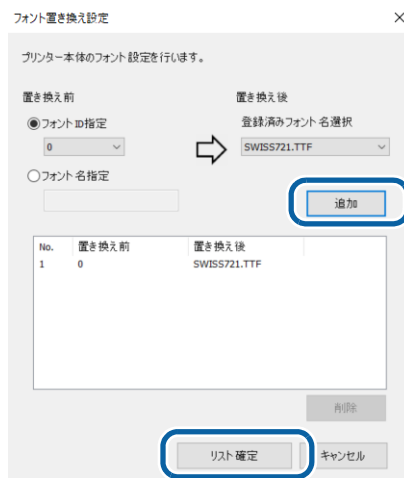 フォント置き換え設定
プリンター本体のフォント設定を行います。
置き換え前
置き換え後
フォントID指定
登録済みフォント名選択
0
SWISS721.TTF
フォント名指定
追加
No. 置き換え前 置き換え後
1 0 SWISS721.TTF
削除
リスト確定 キャンセル